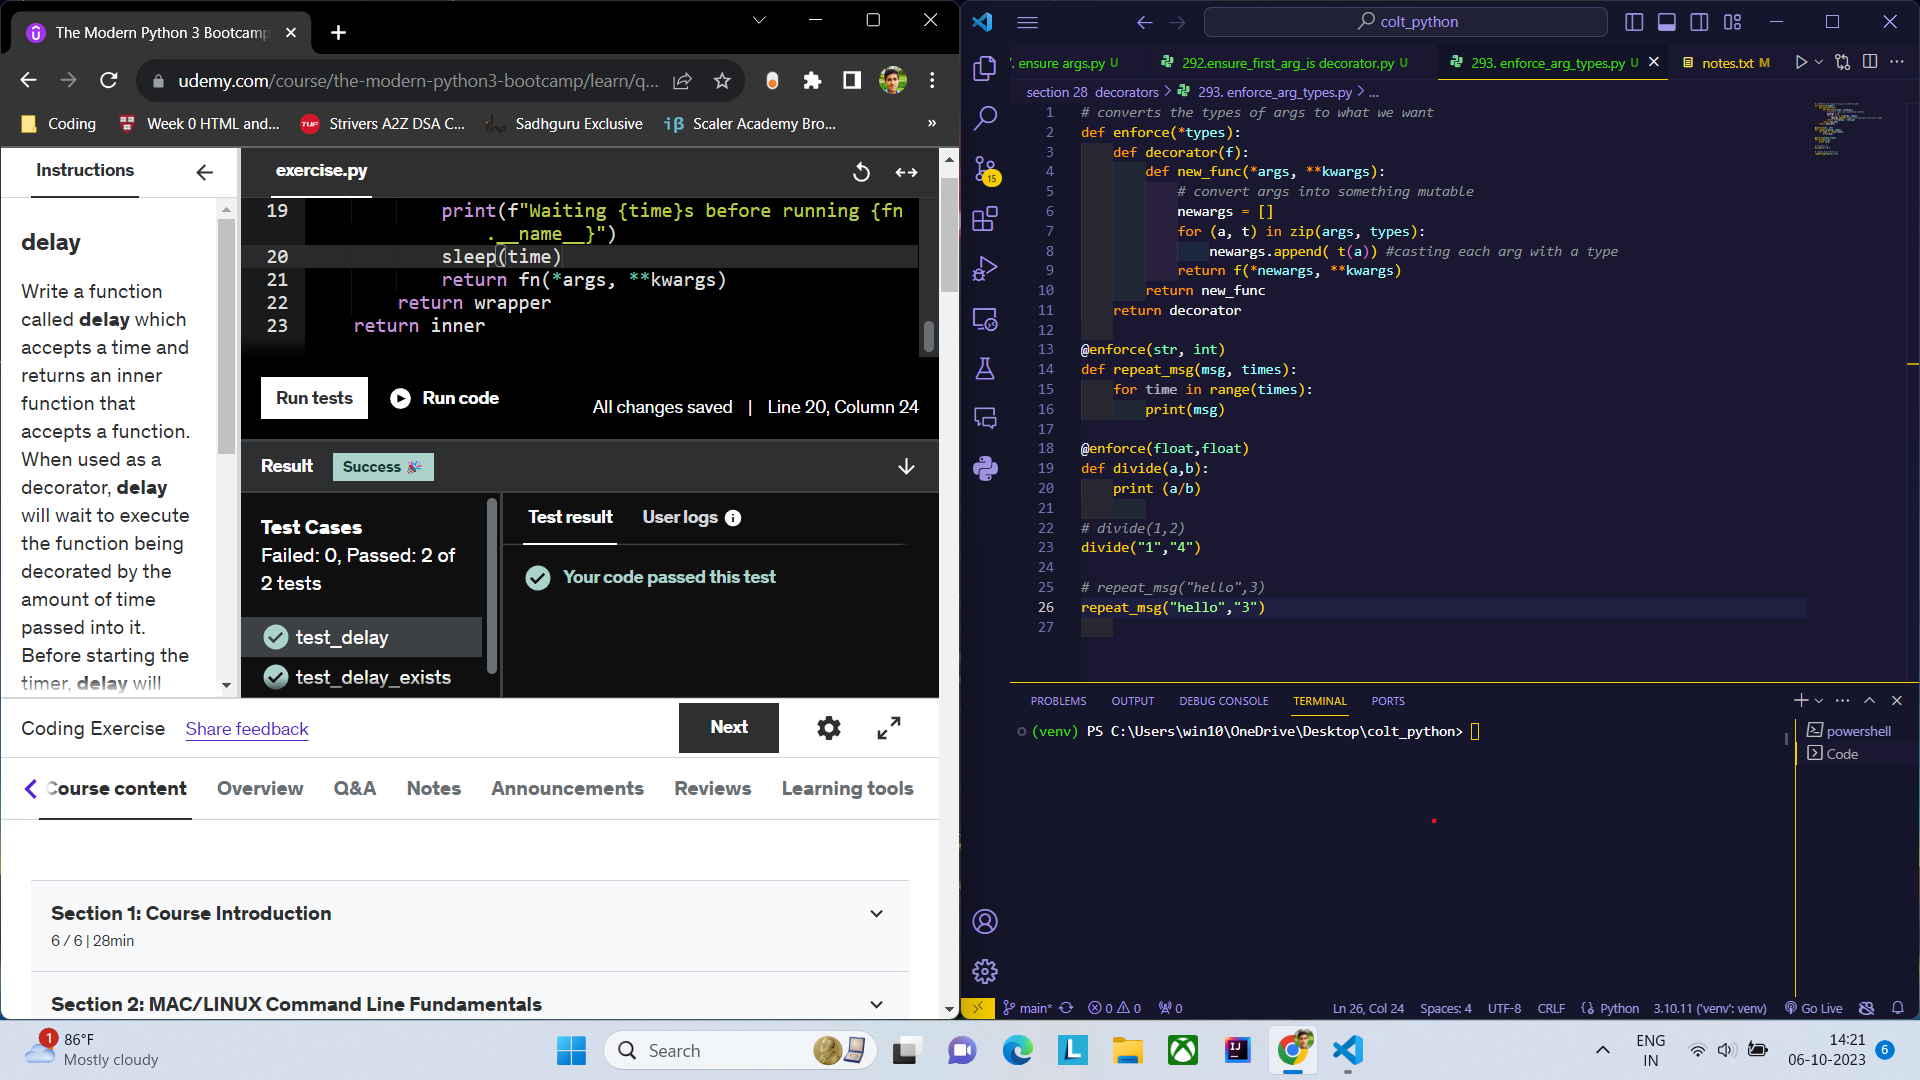 The Modern Python 3 Bootcamp
udemy.com/course/the-modern-python3-bootcamp/learn/q...
Coding
Week 0 HTML and...
TUF
Strivers A2Z DSA C...
Sadhguru Exclusive
Scaler Academy Bro...
»
Instructions
delay
Write a function
called delay which
accepts a time and
returns an inner
function that
accepts a function.
When used as a
decorator, delay
will wait to execute
the function being
decorated by the
amount of time
passed into it.
Before starting the
timer, delay will
exercise.py
19 print(f"Waiting {time}s before running {fn
.__name__}")
20 sleep(time)
21 return fn(*args, **kwargs)
22 return wrapper
23 return inner
Run tests
Run code
All changes saved | Line 20, Column 24
Result
Success
Test Cases
Failed: 0, Passed: 2 of
2 tests
test_delay
test_delay_exists
Test result
User logs
Your code passed this test
Coding Exercise
Share feedback
Next
Course content
Overview
Q&A
Notes
Announcements
Reviews
Learning tools
Section 1: Course Introduction
6 / 6 | 28min
Section 2: MAC/LINUX Command Line Fundamentals
colt_python
. ensure args.py U
292.ensure_first_arg_is decorator.py U
293. enforce_arg_types.py U
notes.txt M
section 28 decorators > 293. enforce_arg_types.py > ...
1 # converts the types of args to what we want
2 def enforce(*types):
3 def decorator(f):
4 def new_func(*args, **kwargs):
5 # convert args into something mutable
6 newargs = []
7 for (a, t) in zip(args, types):
8 newargs.append( t(a)) #casting each arg with a type
9 return f(*newargs, **kwargs)
10 return new_func
11 return decorator
12
13 @enforce(str, int)
14 def repeat_msg(msg, times):
15 for time in range(times):
16 print(msg)
17
18 @enforce(float,float)
19 def divide(a,b):
20 print (a/b)
21
22 # divide(1,2)
23 divide("1","4")
24
25 # repeat_msg("hello",3)
26 repeat_msg("hello","3")
27
15
PROBLEMS
OUTPUT
DEBUG CONSOLE
TERMINAL
PORTS
(venv) PS C:\Users\win10\OneDrive\Desktop\colt_python>
powershell
Code
main*
0
0
0
Ln 26, Col 24
Spaces: 4
UTF-8
CRLF
Python
3.10.11 ('venv': venv)
Go Live
1
86°F
Mostly cloudy
Search
ENG
IN
14:21
06-10-2023
6